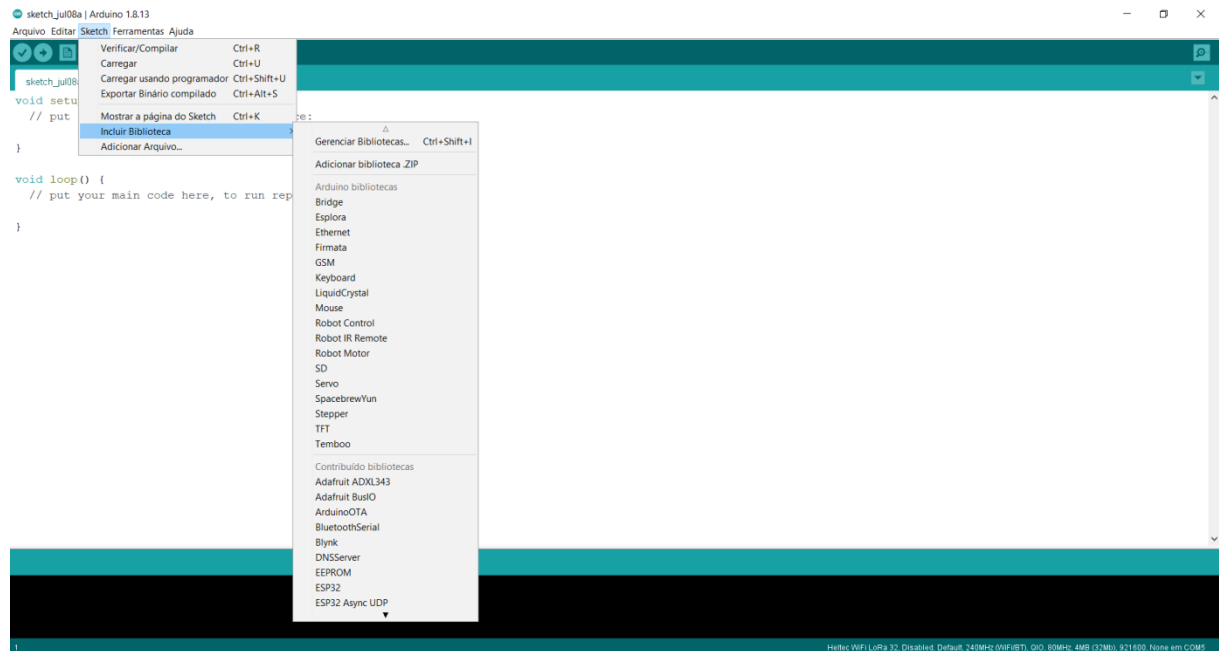 sketch_jul08a | Arduino 1.8.13
Arquivo Editar Sketch Ferramentas Ajuda
Verificar/Compilar Ctrl+R
Carregar Ctrl+U
Carregar usando programador Ctrl+Shift+U
Exportar Binário compilado Ctrl+Alt+S
Mostrar a página do Sketch Ctrl+K
Incluir Biblioteca
Adicionar Arquivo...
sketch_jul08
void setu
// put
ce:
}
void loop() {
// put your main code here, to run rep
}
Gerenciar Bibliotecas... Ctrl+Shift+I
Adicionar biblioteca .ZIP
Arduino bibliotecas
Bridge
Esplora
Ethernet
Firmata
GSM
Keyboard
LiquidCrystal
Mouse
Robot Control
Robot IR Remote
Robot Motor
SD
Servo
SpacebrewYun
Stepper
TFT
Temboo
Contribuído bibliotecas
Adafruit ADXL343
Adafruit BusIO
ArduinoOTA
BluetoothSerial
Blynk
DNSServer
EEPROM
ESP32
ESP32 Async UDP
1
Heltec WiFi LoRa 32, Disabled, Default, 240MHz (WiFi/BT), QIO, 80MHz, 4MB (32Mb), 921600, None em COM5